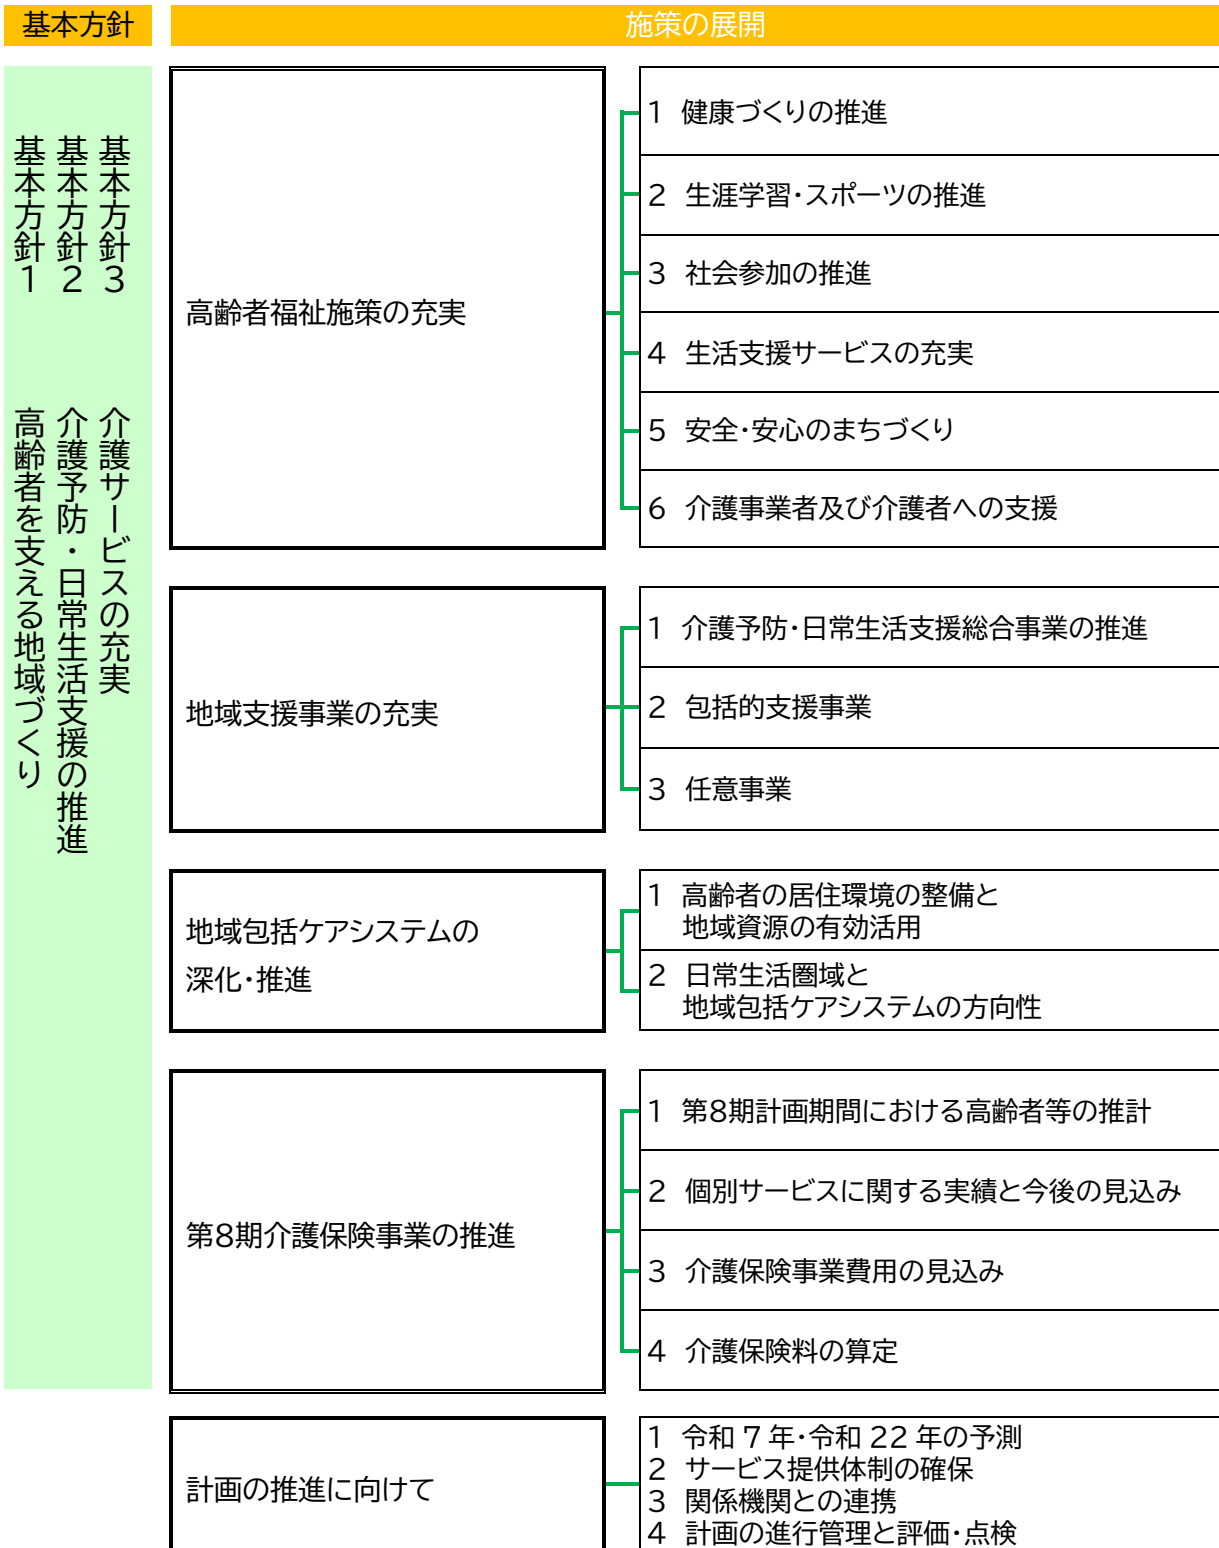 基本方針
施策の展開
基本方針3　介護サービスの充実
基本方針2　介護予防・日常生活支援の推進
基本方針1　高齢者を支える地域づくり
高齢者福祉施策の充実
1 健康づくりの推進
2 生涯学習・スポーツの推進
3 社会参加の推進
4 生活支援サービスの充実
5 安全・安心のまちづくり
6 介護事業者及び介護者への支援
地域支援事業の充実
1 介護予防・日常生活支援総合事業の推進
2 包括的支援事業
3 任意事業
地域包括ケアシステムの
深化・推進
1 高齢者の居住環境の整備と
地域資源の有効活用
2 日常生活圏域と
地域包括ケアシステムの方向性
第8期介護保険事業の推進
1 第8期計画期間における高齢者等の推計
2 個別サービスに関する実績と今後の見込み
3 介護保険事業費用の見込み
4 介護保険料の算定
計画の推進に向けて
1 令和7年・令和22年の予測
2 サービス提供体制の確保
3 関係機関との連携
4 計画の進行管理と評価・点検